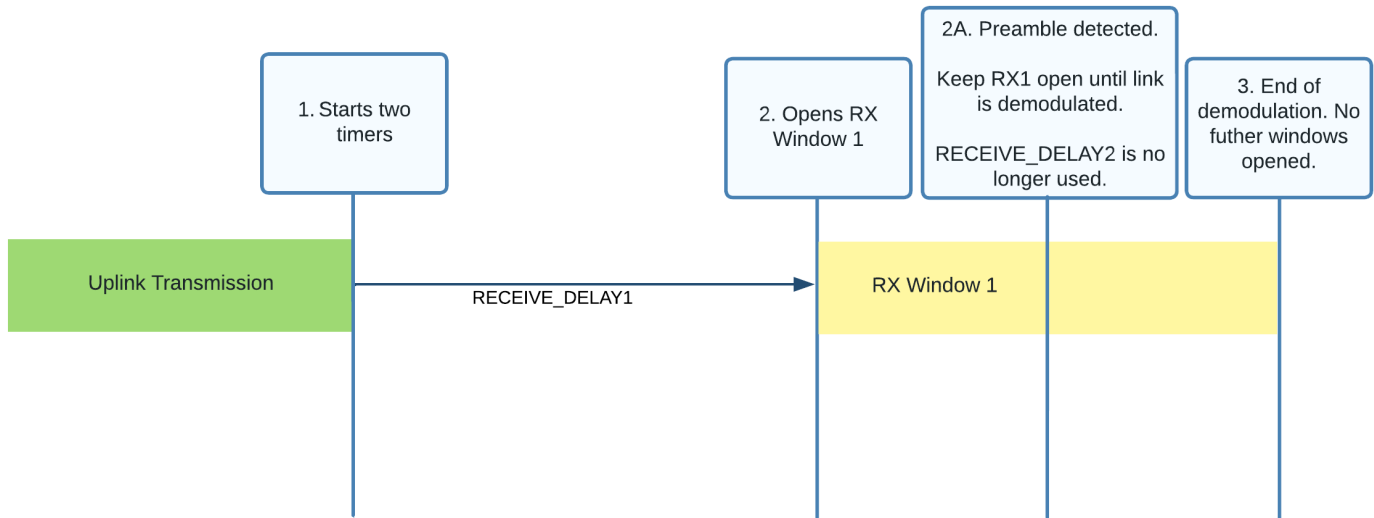 1. Starts two
timers
2. Opens RX
Window 1
2A. Preamble detected.
Keep RX1 open until link
is demodulated.
RECEIVE_DELAY2 is no
longer used.
3. End of
demodulation. No
futher windows
opened.
Uplink Transmission
RECEIVE_DELAY1
RX Window 1